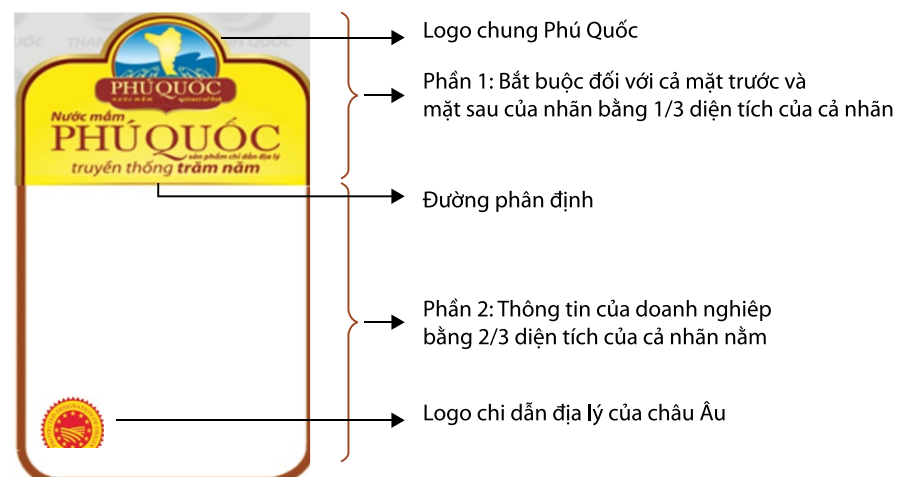 Logo chung Phú Quốc
PHÚ QUỐC
nước mắm
Phần 1: Bắt buộc đối với cả mặt trước và
mặt sau của nhãn bằng 1/3 diện tích của cả nhãn
Nước mắm
PHÚ QUỐC
sản phẩm chỉ dẫn địa lý
truyền thống trăm năm
Đường phân định
Phần 2: Thông tin của doanh nghiêp
bằng 2/3 diện tích của cả nhãn nằm
Logo chi dẫn địa lý của châu Âu